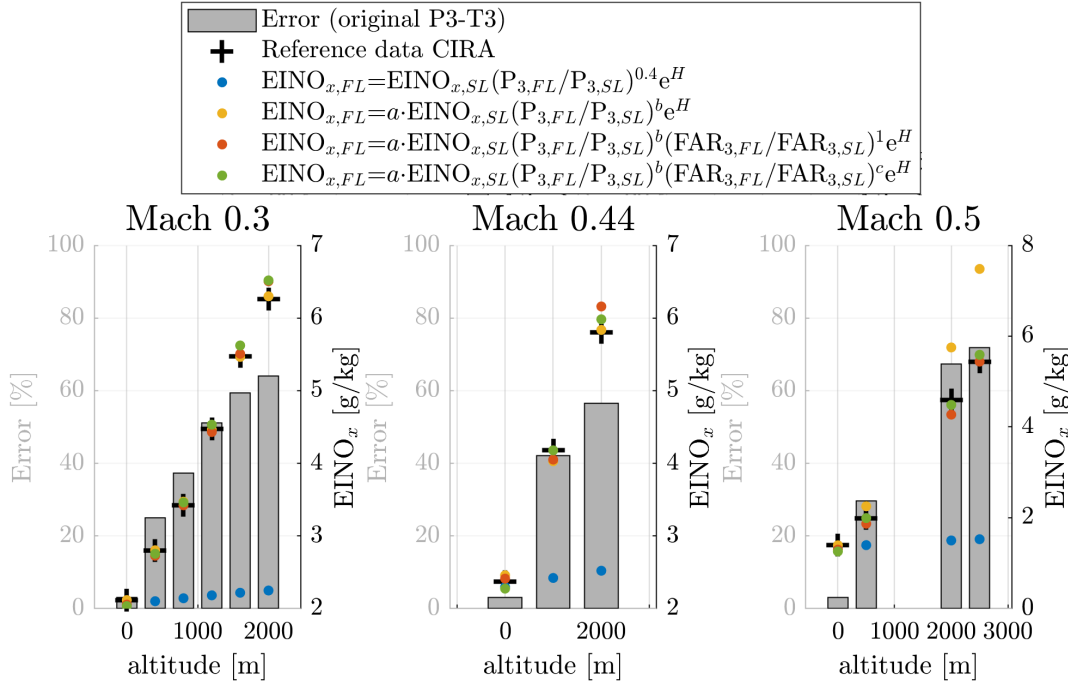 Error (original P3-T3)
Reference data CIRA
EINOₓ,FL=EINOₓ,SL(P₃,FL/P₃,SL)^0.4 e^H
EINOₓ,FL=a·EINOₓ,SL(P₃,FL/P₃,SL)^b e^H
EINOₓ,FL=a·EINOₓ,SL(P₃,FL/P₃,SL)^b(FAR₃,FL/FAR₃,SL)^1 e^H
EINOₓ,FL=a·EINOₓ,SL(P₃,FL/P₃,SL)^b(FAR₃,FL/FAR₃,SL)^c e^H
Mach 0.3
100
80
60
40
20
0
Error [%]
7
6
5
4
3
2
EINOₓ [g/kg]
0 1000 2000
altitude [m]
Mach 0.44
100
80
60
40
20
0
Error [%]
7
6
5
4
3
2
EINOₓ [g/kg]
0 2000
altitude [m]
Mach 0.5
100
80
60
40
20
0
Error [%]
8
6
4
2
0
EINOₓ [g/kg]
0 1000 2000 3000
altitude [m]